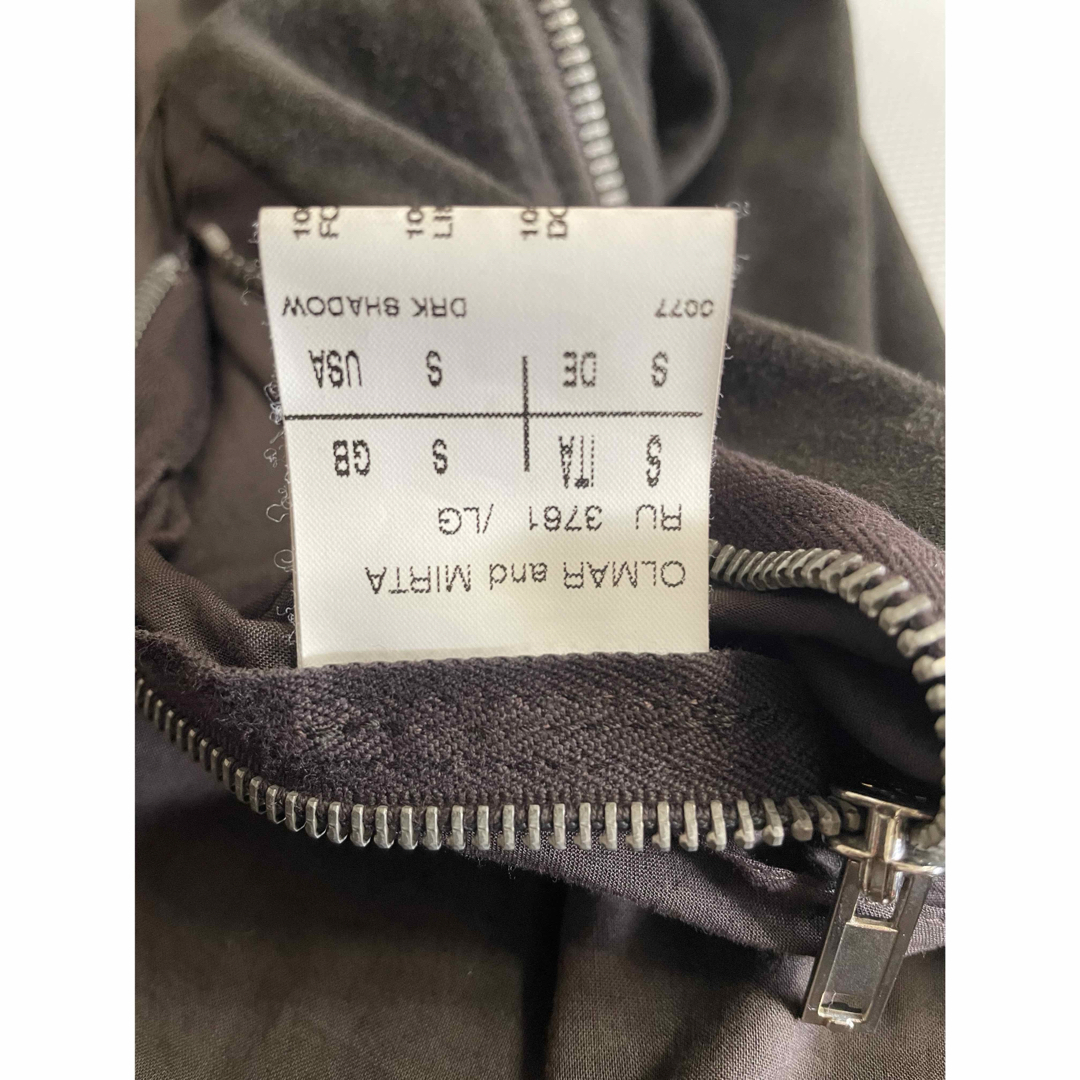 OLMAR and MIRTA
RU 3761 /LG
S ITA S GB
S DE S USA
0077 DRK SHADOW